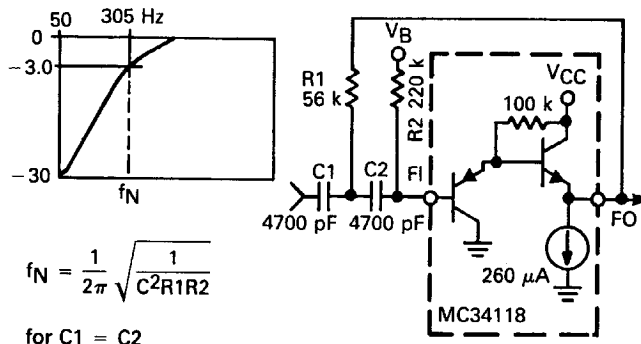 50
305 Hz
0
−3.0
−30
fN
fN = 1/2π √1/C²R1R2
for C1 = C2
R1
56 k
VB
R2 220 k
100 k
VCC
C1
C2
FI
4700 pF
4700 pF
FO
260 μA
MC34118